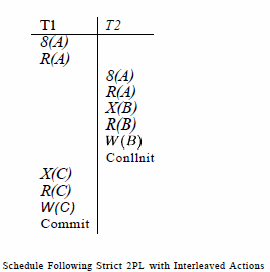 T1 T2
8(A)
R(A)
8(A)
R(A)
X(B)
R(B)
W(B)
Conllnit
X(C)
R(C)
W(C)
Commit
Schedule Following Strict 2PL with Interleaved Actions